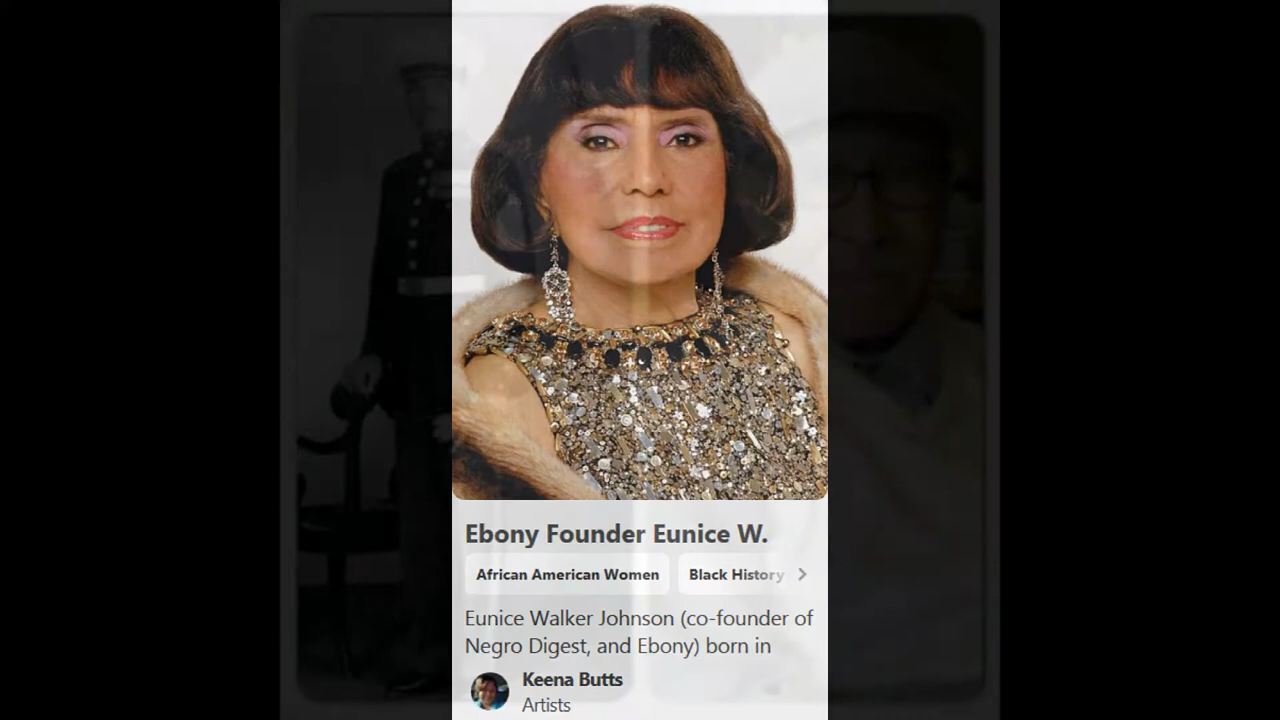 Ebony Founder Eunice W.
African American Women Black History
Eunice Walker Johnson (co-founder of
Negro Digest, and Ebony) born in
Keena Butts
Artists